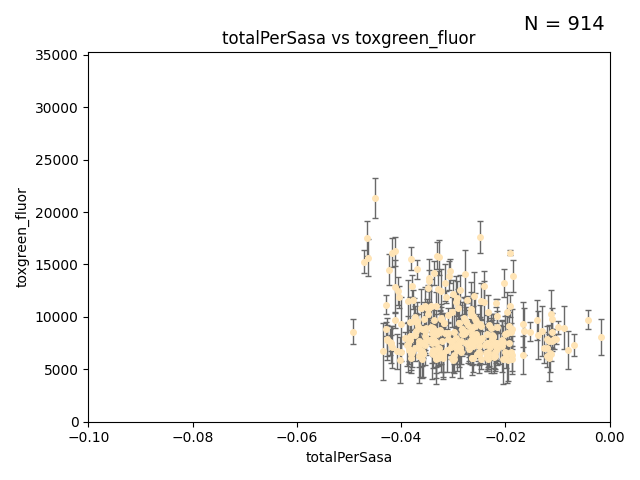 N = 914
totalPerSasa vs toxgreen_fluor
35000
30000
25000
20000
15000
10000
5000
0
toxgreen_fluor
−0.10 −0.08 −0.06 −0.04 −0.02 0.00
totalPerSasa